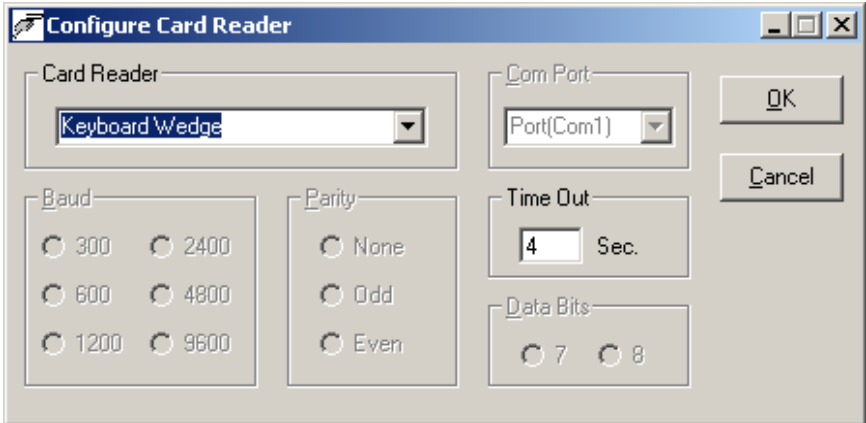 Configure Card Reader
Card Reader
Keyboard Wedge
Com Port
Port(Com1)
OK
Cancel
Baud
300 2400
600 4800
1200 9600
Parity
None
Odd
Even
Time Out
4 Sec.
Data Bits
7 8